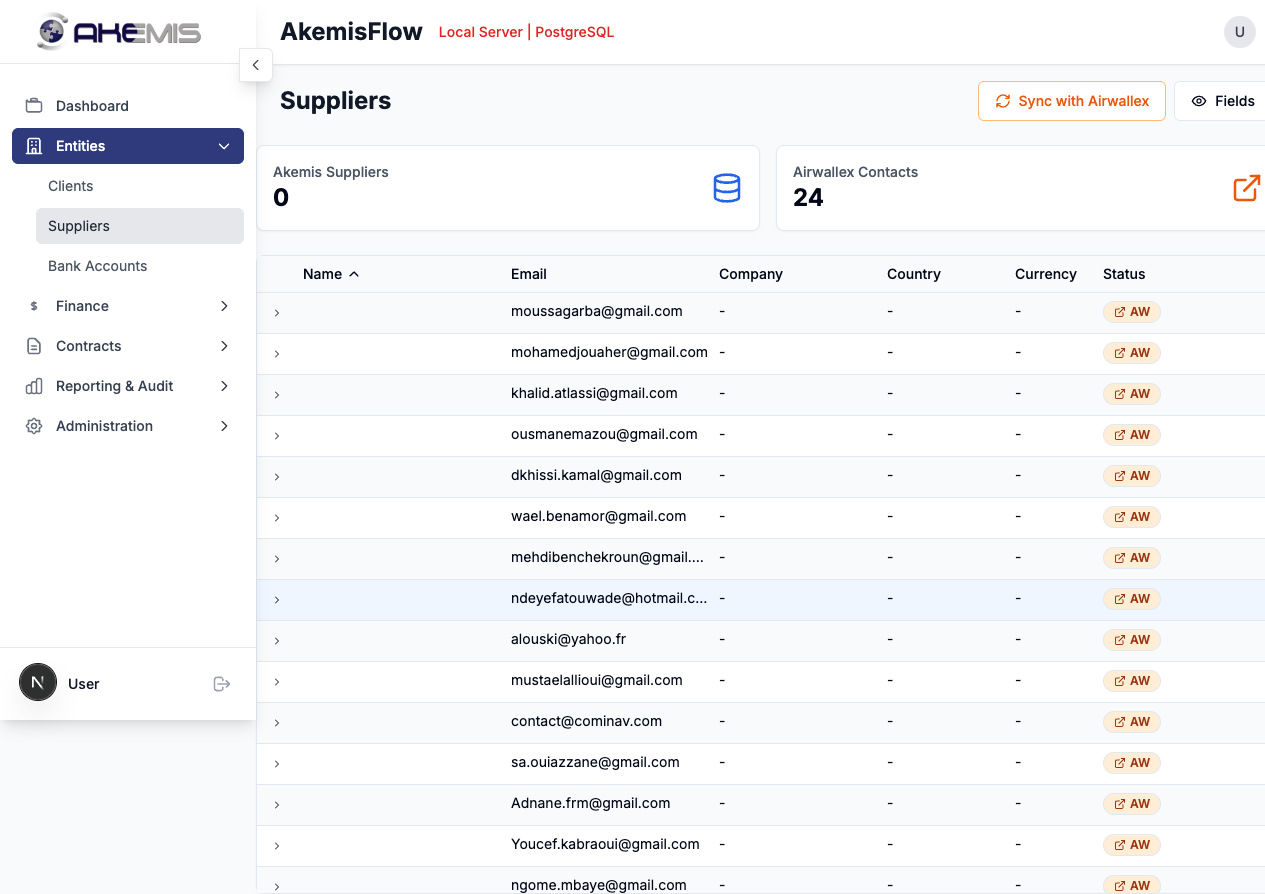 AKEMIS
AkemisFlow Local Server | PostgreSQL
U
Dashboard
Entities
Clients
Suppliers
Bank Accounts
$ Finance
Contracts
Reporting & Audit
Administration
N User
Suppliers
Sync with Airwallex
Fields
Akemis Suppliers
0
Airwallex Contacts
24
Name Email Company Country Currency Status
moussagarba@gmail.com - - - AW
mohamedjouaher@gmail.com - - - AW
khalid.atlassi@gmail.com - - - AW
ousmanemazou@gmail.com - - - AW
dkhissi.kamal@gmail.com - - - AW
wael.benamor@gmail.com - - - AW
mehdibenchekroun@gmail.... - - - AW
ndeyefatouwade@hotmail.c... - - - AW
alouski@yahoo.fr - - - AW
mustaelallioui@gmail.com - - - AW
contact@cominav.com - - - AW
sa.ouiazzane@gmail.com - - - AW
Adnane.frm@gmail.com - - - AW
Youcef.kabraoui@gmail.com - - - AW
ngome.mbaye@gmail.com - - - AW